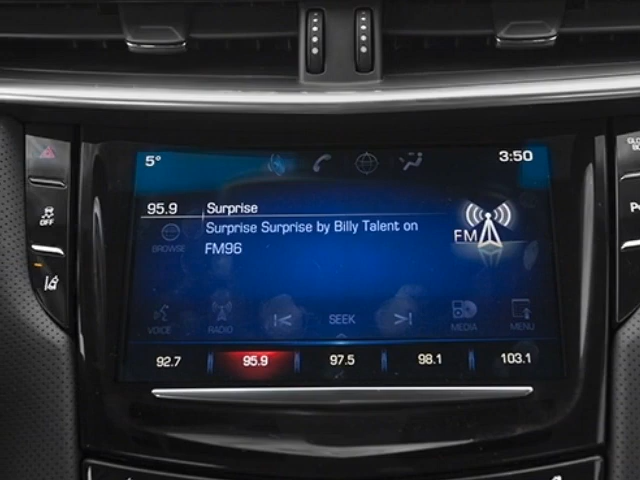 5° 3:50
95.9 Surprise
Surprise Surprise by Billy Talent on
FM96
FM
BROWSE
OFF
VOICE RADIO SEEK MEDIA MENU
92.7 95.9 97.5 98.1 103.1